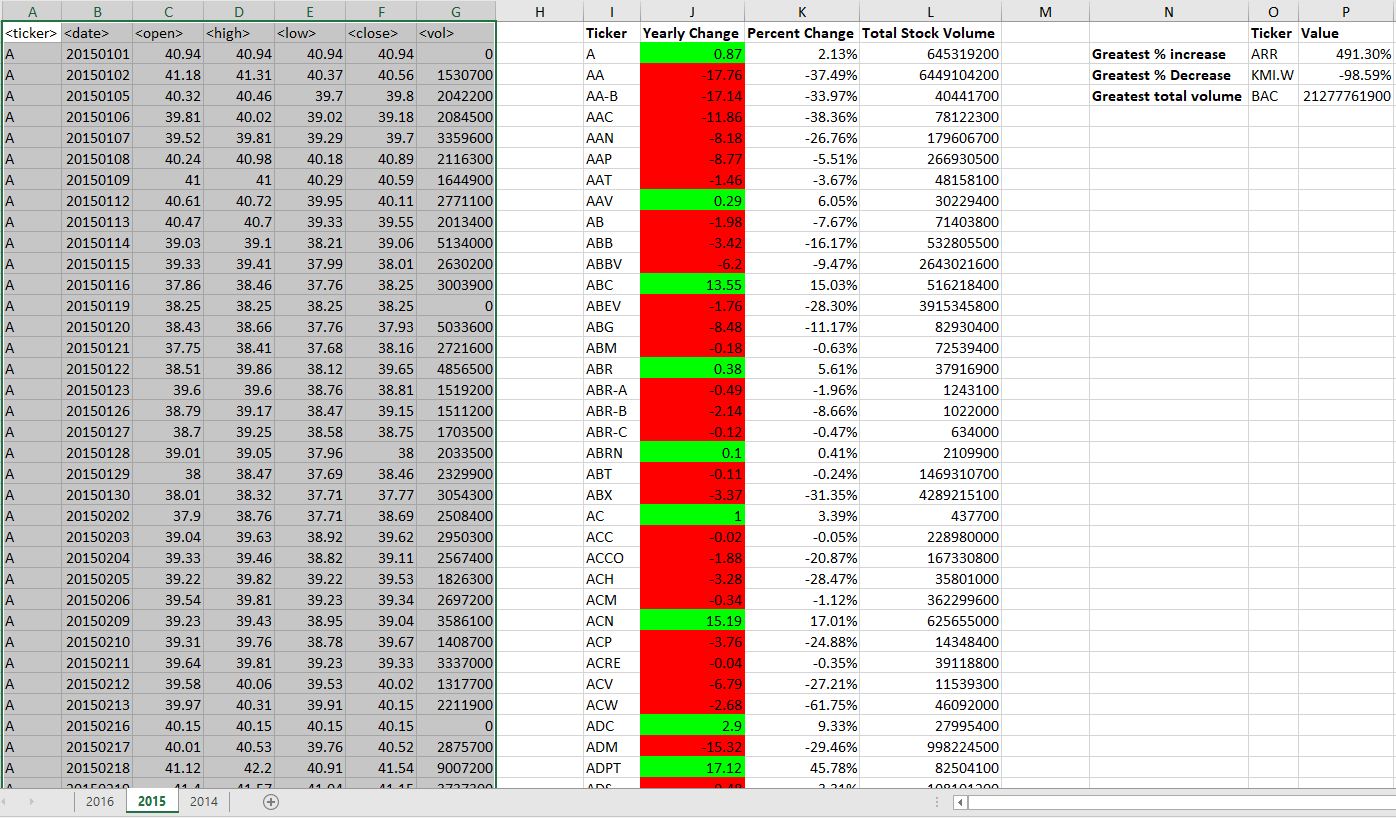 A B C D E F G H I J K L M N O P
<ticker> <date> <open> <high> <low> <close> <vol> Ticker Yearly Change Percent Change Total Stock Volume Ticker Value
A 20150101 40.94 40.94 40.94 40.94 0 A 0.87 2.13% 645319200 Greatest % increase ARR 491.30%
A 20150102 41.18 41.31 40.37 40.56 1530700 AA -17.76 -37.49% 6449104200 Greatest % Decrease KMI.W -98.59%
A 20150105 40.32 40.46 39.7 39.8 2042200 AA-B -17.14 -33.97% 40441700 Greatest total volume BAC 21277761900
A 20150106 39.81 40.02 39.02 39.18 2084500 AAC -11.86 -38.36% 78122300
A 20150107 39.52 39.81 39.29 39.7 3359600 AAN -8.18 -26.76% 179606700
A 20150108 40.24 40.98 40.18 40.89 2116300 AAP -8.77 -5.51% 266930500
A 20150109 41 41 40.29 40.59 1644900 AAT -1.46 -3.67% 48158100
A 20150112 40.61 40.72 39.95 40.11 2771100 AAV 0.29 6.05% 30229400
A 20150113 40.47 40.7 39.33 39.55 2013400 AB -1.98 -7.67% 71403800
A 20150114 39.03 39.1 38.21 39.06 5134000 ABB -3.42 -16.17% 532805500
A 20150115 39.33 39.41 37.99 38.01 2630200 ABBV -6.2 -9.47% 2643021600
A 20150116 37.86 38.46 37.76 38.25 3003900 ABC 13.55 15.03% 516218400
A 20150119 38.25 38.25 38.25 38.25 0 ABEV -1.76 -28.30% 3915345800
A 20150120 38.43 38.66 37.76 37.93 5033600 ABG -8.48 -11.17% 82930400
A 20150121 37.75 38.41 37.68 38.16 2721600 ABM -0.18 -0.63% 72539400
A 20150122 38.51 39.86 38.12 39.65 4856500 ABR 0.38 5.61% 37916900
A 20150123 39.6 39.6 38.76 38.81 1519200 ABR-A -0.49 -1.96% 1243100
A 20150126 38.79 39.17 38.47 39.15 1511200 ABR-B -2.14 -8.66% 1022000
A 20150127 38.7 39.25 38.58 38.75 1703500 ABR-C -0.12 -0.47% 634000
A 20150128 39.01 39.05 37.96 38 2033500 ABRN 0.1 0.41% 2109900
A 20150129 38 38.47 37.69 38.46 2329900 ABT -0.11 -0.24% 1469310700
A 20150130 38.01 38.32 37.71 37.77 3054300 ABX -3.37 -31.35% 4289215100
A 20150202 37.9 38.76 37.71 38.69 2508400 AC 1 3.39% 437700
A 20150203 39.04 39.63 38.92 39.62 2950300 ACC -0.02 -0.05% 228980000
A 20150204 39.33 39.46 38.82 39.11 2567400 ACCO -1.88 -20.87% 167330800
A 20150205 39.22 39.82 39.22 39.53 1826300 ACH -3.28 -28.47% 35801000
A 20150206 39.54 39.81 39.23 39.34 2697200 ACM -0.34 -1.12% 362299600
A 20150209 39.23 39.43 38.95 39.04 3586100 ACN 15.19 17.01% 625655000
A 20150210 39.31 39.76 38.78 39.67 1408700 ACP -3.76 -24.88% 14348400
A 20150211 39.64 39.81 39.23 39.33 3337000 ACRE -0.04 -0.35% 39118800
A 20150212 39.58 40.06 39.53 40.02 1317700 ACV -6.79 -27.21% 11539300
A 20150213 39.97 40.31 39.91 40.15 2211900 ACW -2.68 -61.75% 46092000
A 20150216 40.15 40.15 40.15 40.15 0 ADC 2.9 9.33% 27995400
A 20150217 40.01 40.53 39.76 40.52 2875700 ADM -15.32 -29.46% 998224500
A 20150218 41.12 42.2 40.91 41.54 9007200 ADPT 17.12 45.78% 82504100
2016 2015 2014